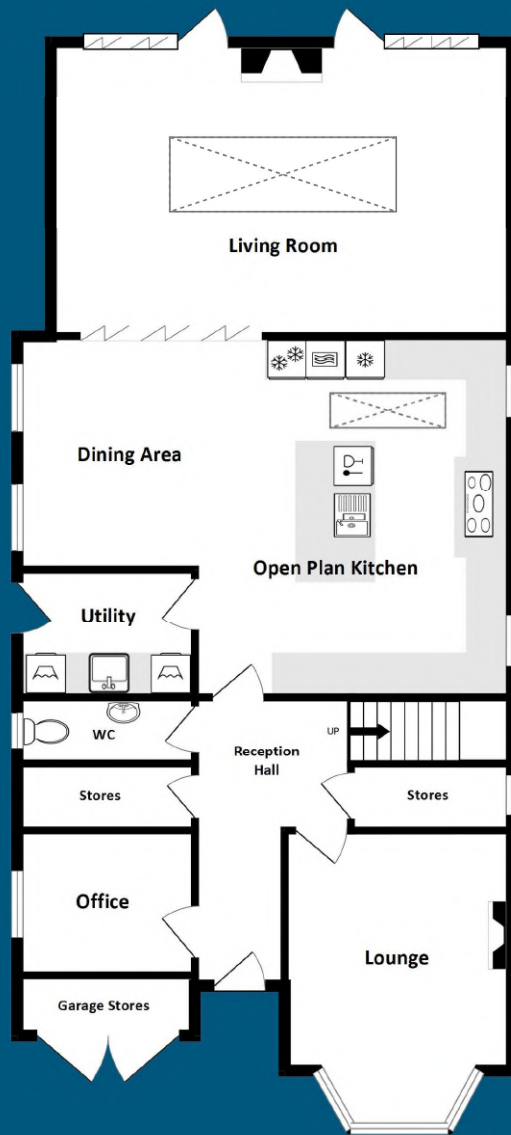 Living Room
Dining Area
Open Plan Kitchen
Utility
WC
UP
Reception
Hall
Stores
Stores
Office
Lounge
Garage Stores